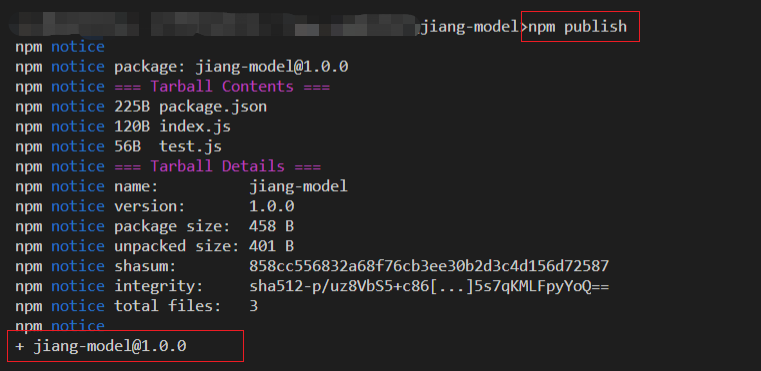 jiang-model>npm publish
npm notice
npm notice package: jiang-model@1.0.0
npm notice === Tarball Contents ===
npm notice 225B package.json
npm notice 120B index.js
npm notice 56B  test.js
npm notice === Tarball Details ===
npm notice name:          jiang-model
npm notice version:       1.0.0
npm notice package size:  458 B
npm notice unpacked size: 401 B
npm notice shasum:        858cc556832a68f76cb3ee30b2d3c4d156d72587
npm notice integrity:     sha512-p/uz8VbS5+c86[...]5s7qKMLFpyYoQ==
npm notice total files:   3
npm notice
+ jiang-model@1.0.0